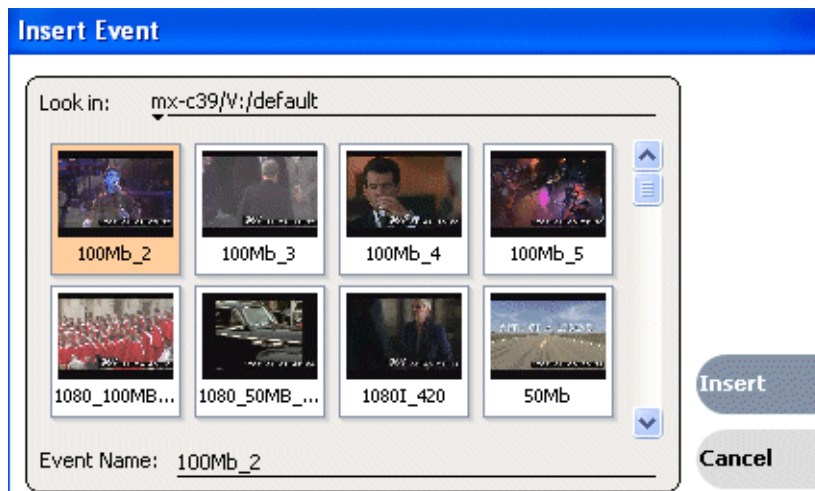 Insert Event
Look in: mx-c39/V:/default
100Mb_2 100Mb_3 100Mb_4 100Mb_5
1080_100MB... 1080_50MB_... 1080I_420 50Mb
Insert
Event Name: 100Mb_2
Cancel